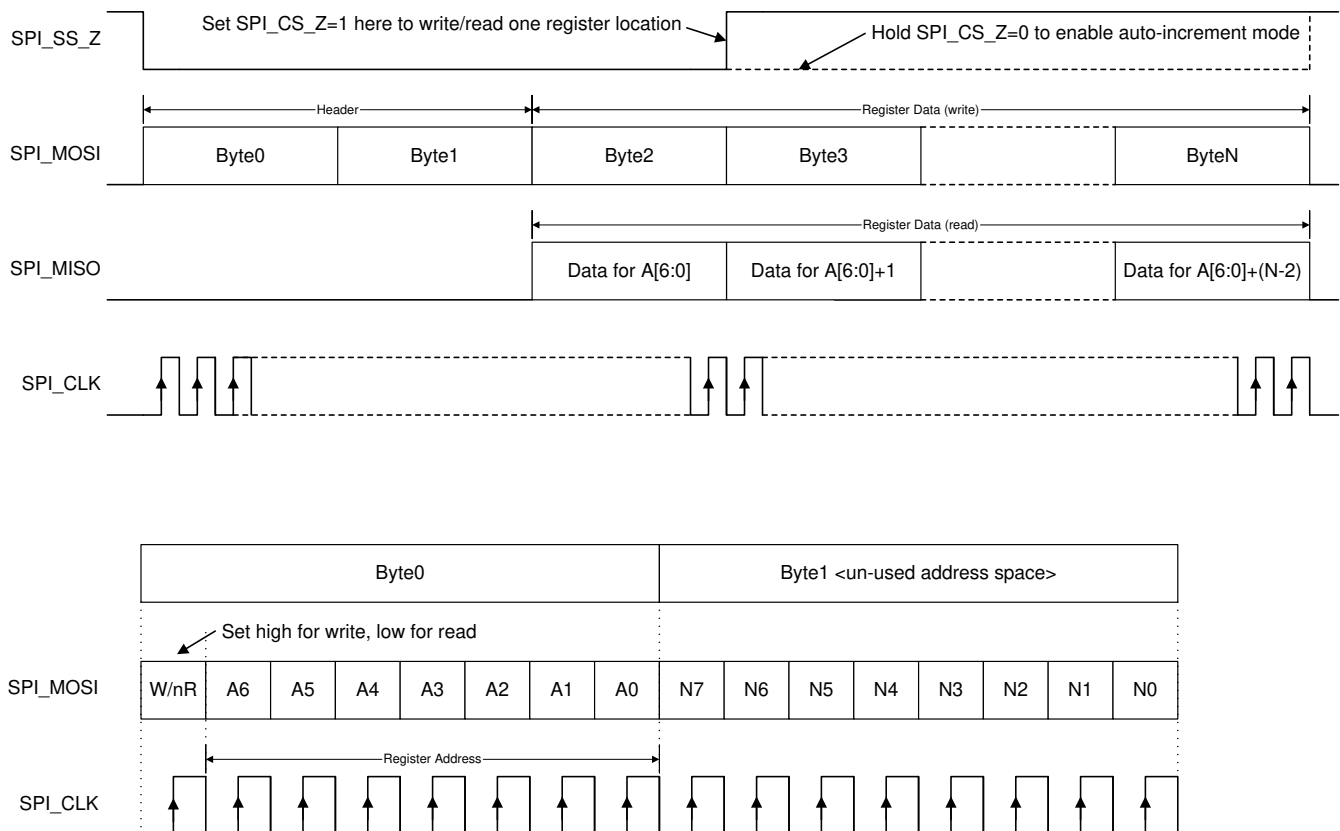 Set SPI_CS_Z=1 here to write/read one register location
Hold SPI_CS_Z=0 to enable auto-increment mode
SPI_SS_Z
Header
Register Data (write)
SPI_MOSI
Byte0
Byte1
Byte2
Byte3
ByteN
Register Data (read)
SPI_MISO
Data for A[6:0]
Data for A[6:0]+1
Data for A[6:0]+(N-2)
SPI_CLK
Byte0
Byte1 <un-used address space>
Set high for write, low for read
SPI_MOSI
W/nR
A6
A5
A4
A3
A2
A1
A0
N7
N6
N5
N4
N3
N2
N1
N0
Register Address
SPI_CLK